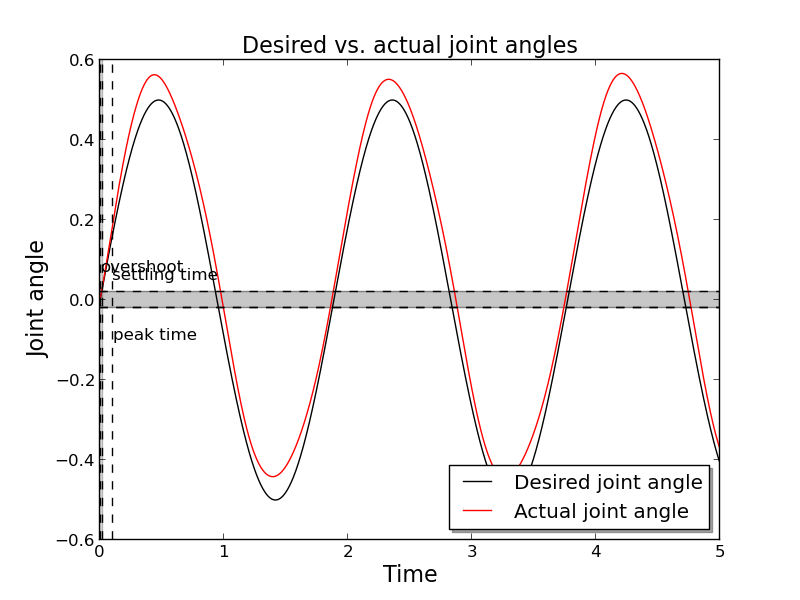 Desired vs. actual joint angles
0.6
0.4
0.2
0.0
−0.2
−0.4
−0.6
Joint angle
overshoot
settling time
peak time
Desired joint angle
Actual joint angle
0 1 2 3 4 5
Time